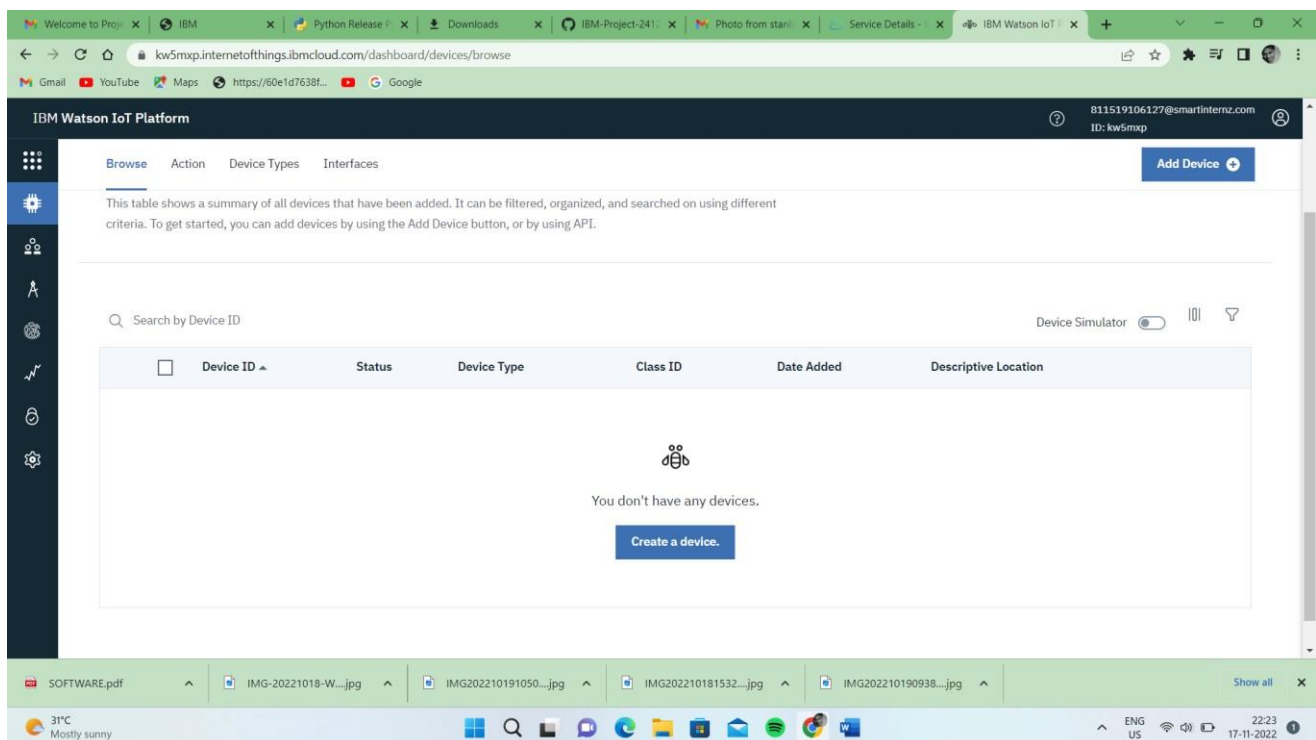 Welcome to Proje
IBM
Python Release P
Downloads
IBM-Project-2412
Photo from stanl
Service Details -
IBM Watson IoT P
kw5mxp.internetofthings.ibmcloud.com/dashboard/devices/browse
Gmail YouTube Maps https://60e1d7638f... Google
IBM Watson IoT Platform
811519106127@smartinternz.com
ID: kw5mxp
Browse Action Device Types Interfaces
Add Device
This table shows a summary of all devices that have been added. It can be filtered, organized, and searched on using different
criteria. To get started, you can add devices by using the Add Device button, or by using API.
Search by Device ID
Device Simulator
Device ID Status Device Type Class ID Date Added Descriptive Location
You don't have any devices.
Create a device.
SOFTWARE.pdf
IMG-20221018-W....jpg
IMG202210191050....jpg
IMG202210181532....jpg
IMG202210190938....jpg
Show all
31°C
Mostly sunny
ENG
US
22:23
17-11-2022
1